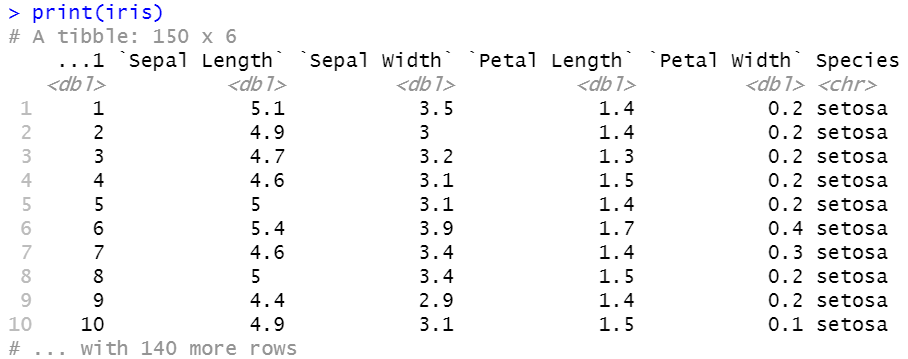 > print(iris)
# A tibble: 150 x 6
    ...1 `Sepal Length` `Sepal Width` `Petal Length` `Petal Width` Species
   <dbl>          <dbl>         <dbl>          <dbl>         <dbl> <chr>
 1     1            5.1           3.5            1.4           0.2 setosa
 2     2            4.9           3              1.4           0.2 setosa
 3     3            4.7           3.2            1.3           0.2 setosa
 4     4            4.6           3.1            1.5           0.2 setosa
 5     5            5             3.1            1.4           0.2 setosa
 6     6            5.4           3.9            1.7           0.4 setosa
 7     7            4.6           3.4            1.4           0.3 setosa
 8     8            5             3.4            1.5           0.2 setosa
 9     9            4.4           2.9            1.4           0.2 setosa
10    10            4.9           3.1            1.5           0.1 setosa
# ... with 140 more rows